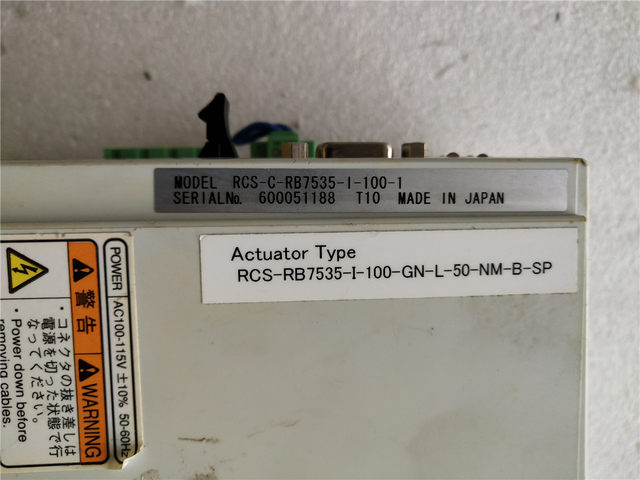 MODEL RCS-C-RB7535-I-100-1
SERIALNo. 600051188 T10 MADE IN JAPAN
Actuator Type
RCS-RB7535-I-100-GN-L-50-NM-B-SP
POWER AC100-115V ±10% 50-60Hz
警告 WARNING
・コネクタの抜き差しは
電源を切った状態で行
なってください。
・Power down before
removing cables.